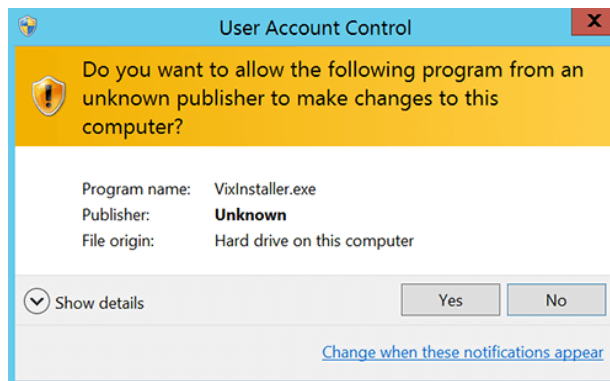 User Account Control
x
Do you want to allow the following program from an
unknown publisher to make changes to this
computer?
Program name: VixInstaller.exe
Publisher: Unknown
File origin: Hard drive on this computer
Show details
Yes
No
Change when these notifications appear